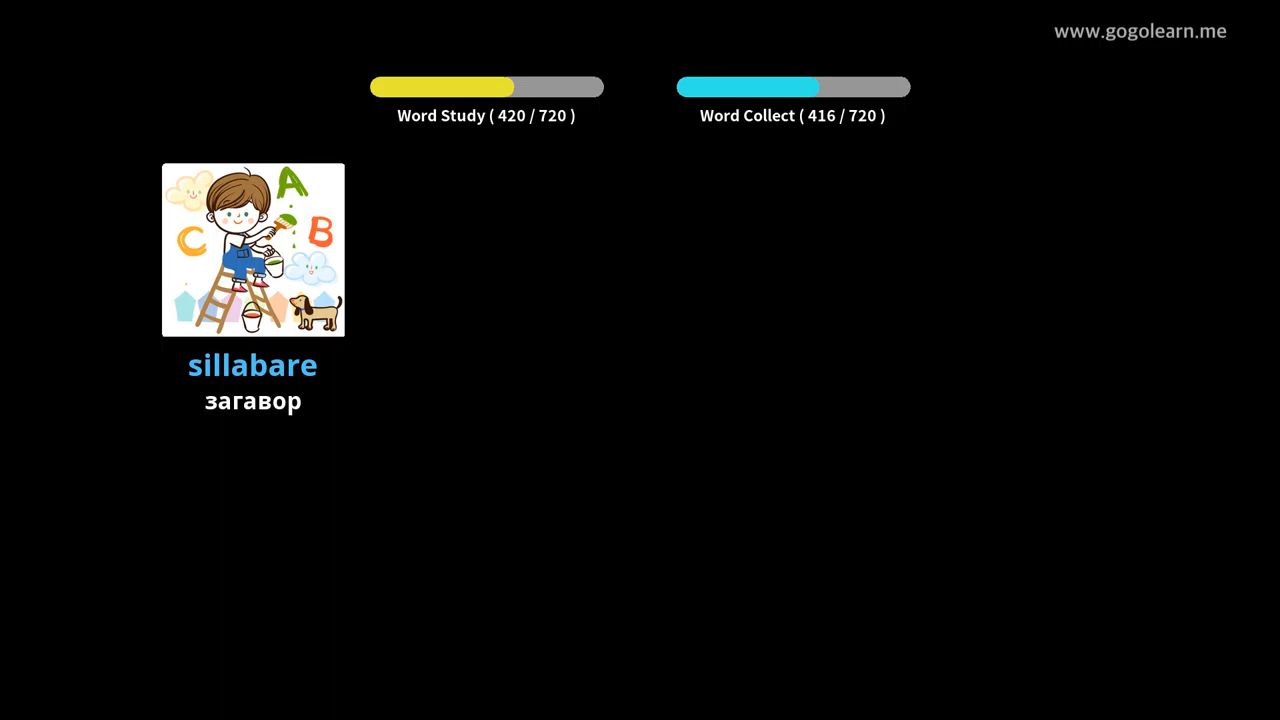 www.gogolearn.me
Word Study ( 420 / 720 )
Word Collect ( 416 / 720 )
A
B
C
sillabare
загавор